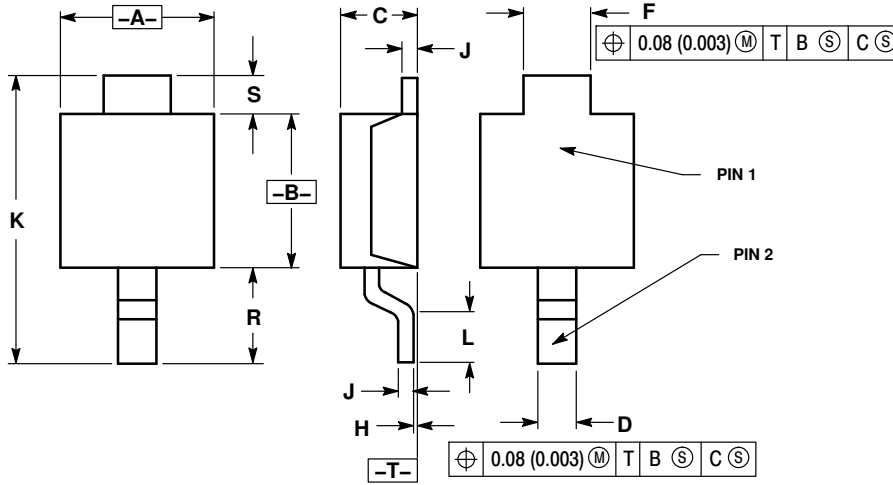 –A–
C
F
⌖ 0.08 (0.003) Ⓜ T B Ⓢ C Ⓢ
J
S
K
–B–
PIN 1
PIN 2
R
L
J
H
D
–T–
⌖ 0.08 (0.003) Ⓜ T B Ⓢ C Ⓢ